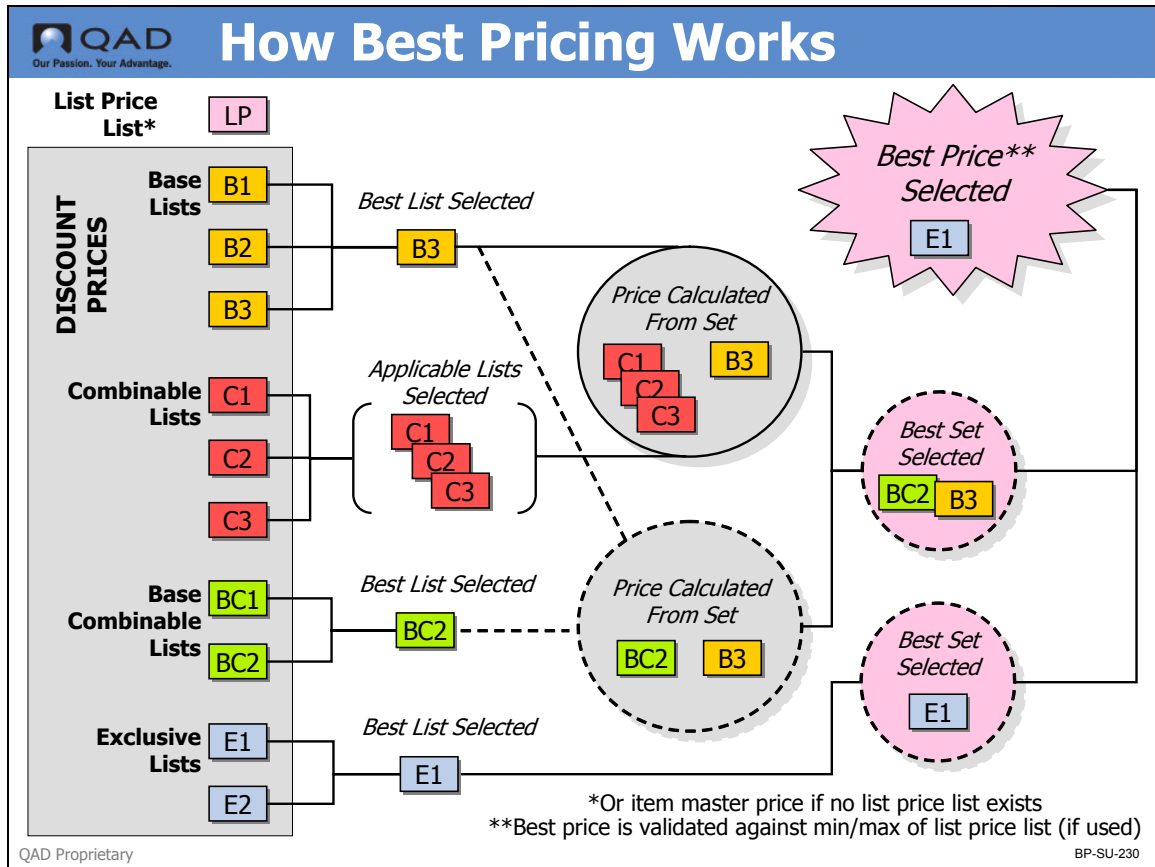 QAD
Our Passion. Your Advantage.
How Best Pricing Works
List Price
List*
LP
DISCOUNT
PRICES
Base
Lists
B1
B2
B3
Best List Selected
B3
Combinable
Lists
C1
C2
C3
Applicable Lists
Selected
C1
C2
C3
Base
Combinable
Lists
BC1
BC2
Best List Selected
BC2
Exclusive
Lists
E1
E2
Best List Selected
E1
Price Calculated
From Set
C1
C2
C3
B3
Price Calculated
From Set
BC2
B3
Best Set
Selected
BC2
B3
Best Set
Selected
E1
Best Price**
Selected
E1
*Or item master price if no list price list exists
**Best price is validated against min/max of list price list (if used)
QAD Proprietary
BP-SU-230